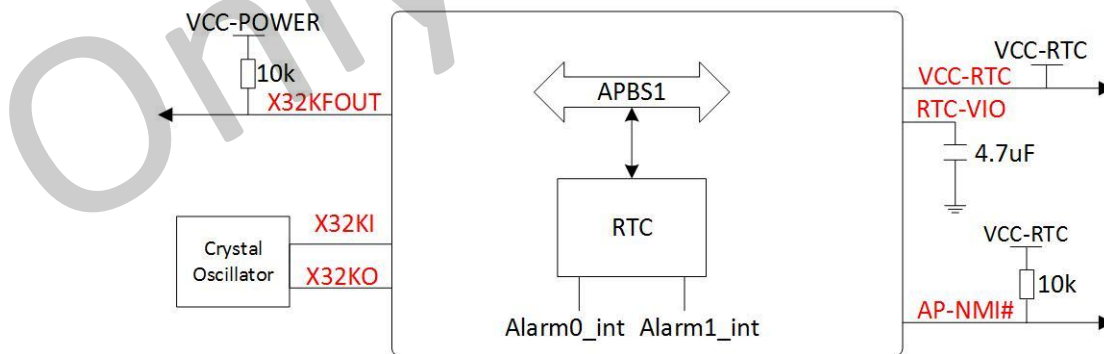 Only
VCC-POWER
10k
X32KFOUT
APBS1
VCC-RTC
VCC-RTC
RTC-VIO
4.7uF
RTC
X32KI
Crystal
Oscillator
X32KO
VCC-RTC
10k
AP-NMI#
Alarm0_int Alarm1_int